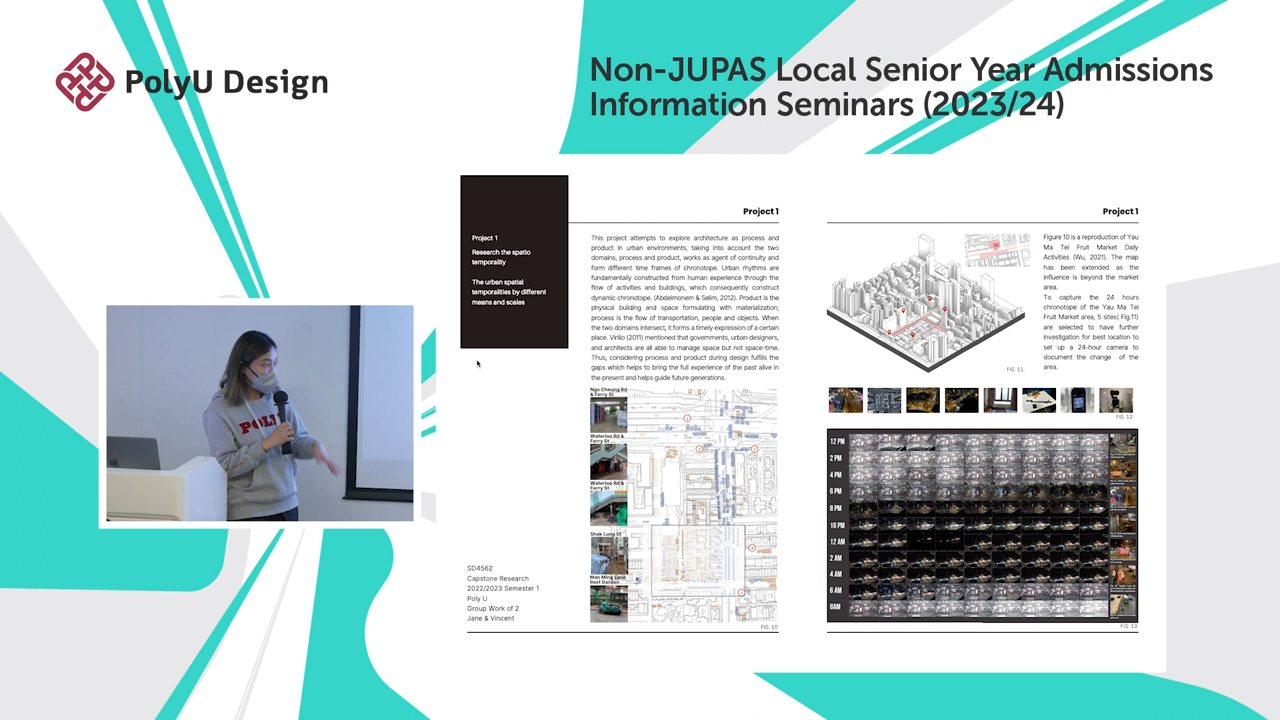 PolyU Design
Non-JUPAS Local Senior Year Admissions
Information Seminars (2023/24)
POLY
Project 1
Research the spatio
temporality
The urban spatial
temporalities by different
means and scales
SD4562
Capstone Research
2022/2023 Semester 1
Poly U
Group Work of 2
Jane & Vincent
Project 1
This project attempts to explore architecture as process and
product in urban environments, taking into account the two
domains, process and product, works as agent of continuity and
form different time frames of chronotope. Urban rhythms are
fundamentally constructed from human experience through the
flow of activities and buildings, which consequently construct
dynamic chronotope. (Abdelmonem & Selim, 2012). Product is the
physical building and space formulating with materialization;
process is the flow of transportation, people and objects. When
the two domains intersect, it forms a timely expression of a certain
place. Virilio (2011) mentioned that governments, urban designers,
and architects are all able to manage space but not space-time.
Thus, considering process and product during design fulfills the
gaps which helps to bring the full experience of the past alive in
the present and helps guide future generations.
Ngo Cheung Rd &
Ferry St
Waterloo Rd &
Ferry St
Waterloo Rd &
Ferry St
Shek Lung St
Man Ming Lane
Rest Garden
FIG. 10.
Project 1
Figure 10 is a reproduction of Yau
Ma Tei Fruit Market Daily
Activities (Wu, 2021). The map
has been extended as the
influence is beyond the market
area.
To capture the 24 hours
chronotope of the Yau Ma Tei
Fruit Market area, 5 sites( Fig.11)
are selected to have further
investigation for best location to
set up a 24-hour camera to
document the change of the
area.
FIG. 11.
FIG. 12.
12 PM
2 PM
4 PM
6 PM
8 PM
10 PM
12 AM
2 AM
4 AM
6 AM
8AM
FIG. 13.